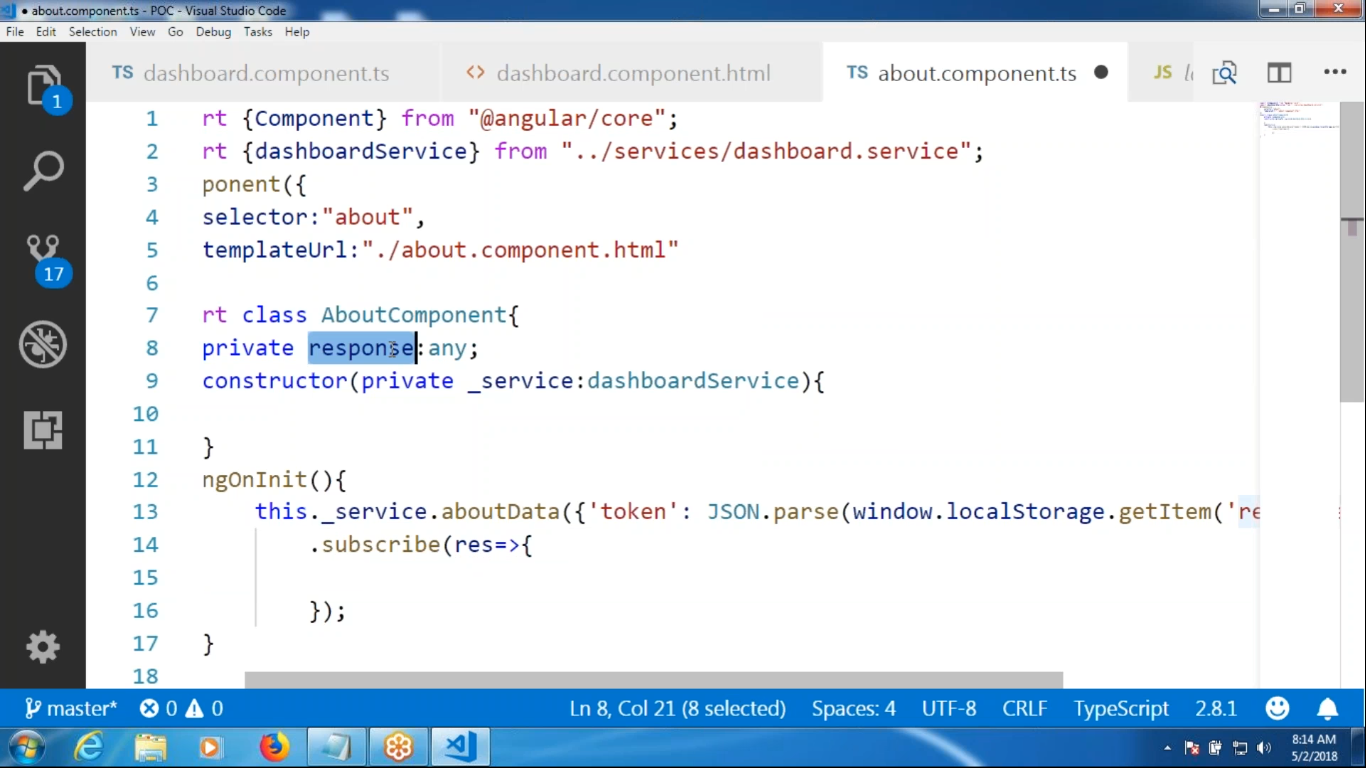 ● about.component.ts - POC - Visual Studio Code
File Edit Selection View Go Debug Tasks Help
TS dashboard.component.ts <> dashboard.component.html TS about.component.ts ● JS •••
1
1 rt {Component} from "@angular/core";
2 rt {dashboardService} from "../services/dashboard.service";
3 ponent({
4 selector:"about",
5 templateUrl:"./about.component.html"
6
7 rt class AboutComponent{
8 private response:any;
9 constructor(private _service:dashboardService){
10
11 }
12 ngOnInit(){
13 this._service.aboutData({'token': JSON.parse(window.localStorage.getItem('re
14 .subscribe(res=>{
15
16 });
17 }
18
17
master* 0 0 Ln 8, Col 21 (8 selected) Spaces: 4 UTF-8 CRLF TypeScript 2.8.1
8:14 AM
5/2/2018